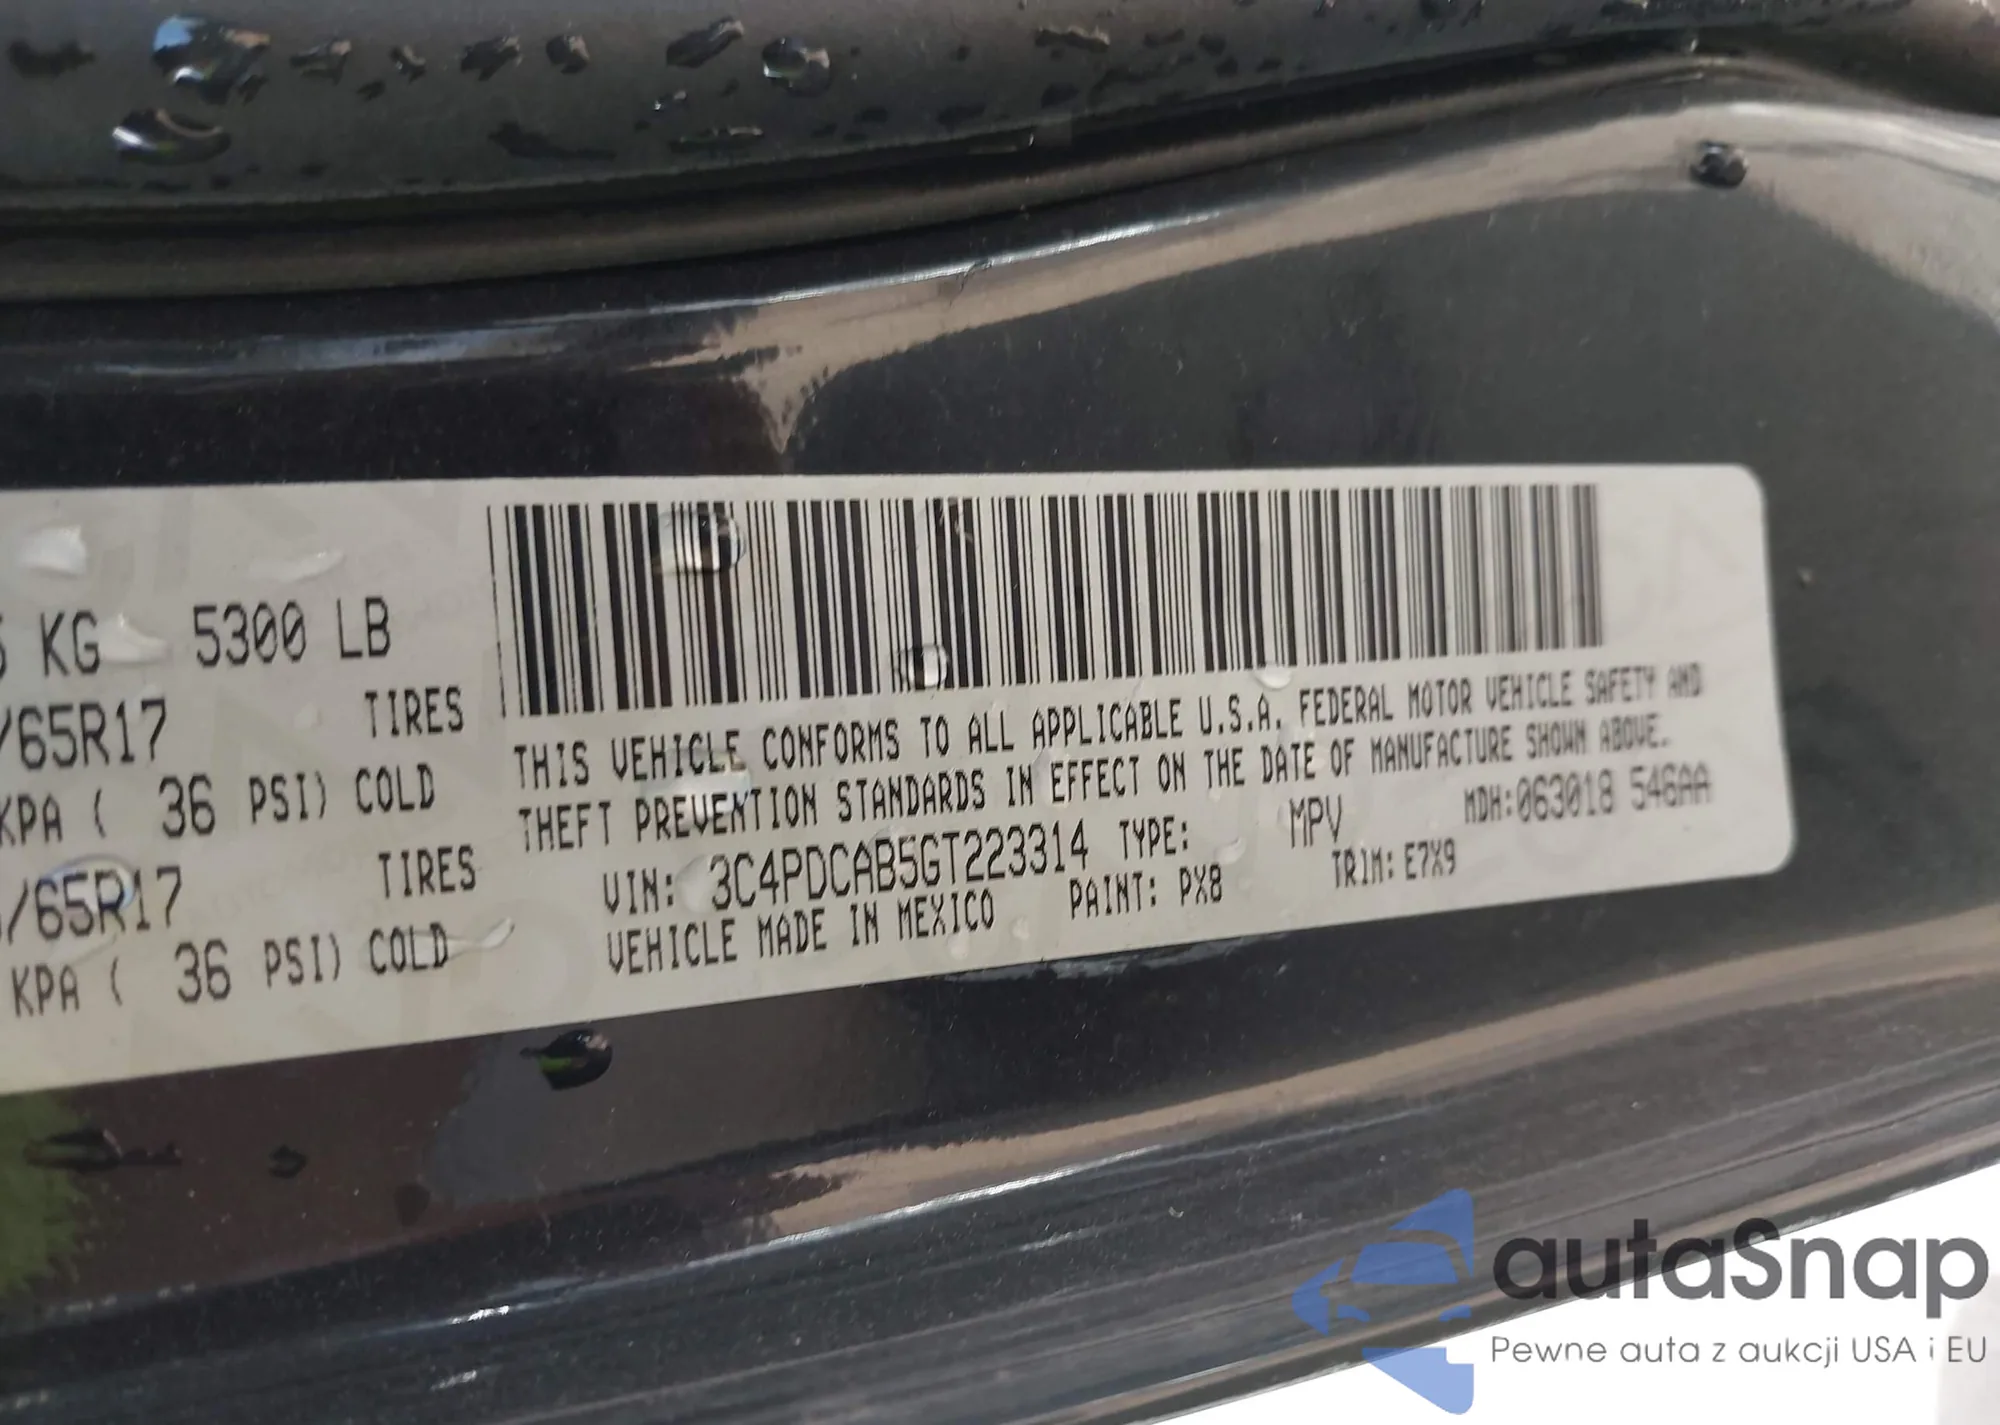 KG 5300 LB
/65R17 TIRES
KPA ( 36 PSI) COLD
/65R17 TIRES
KPA ( 36 PSI) COLD
THIS VEHICLE CONFORMS TO ALL APPLICABLE U.S.A. FEDERAL MOTOR VEHICLE SAFETY AND
THEFT PREVENTION STANDARDS IN EFFECT ON THE DATE OF MANUFACTURE SHOWN ABOVE.
VIN: 3C4PDCAB5GT223314 TYPE: MPV MDH:063018 546AA
VEHICLE MADE IN MEXICO PAINT: PX8 TRIM: E7X9
autaSnap
Pewne auta z aukcji USA i EU